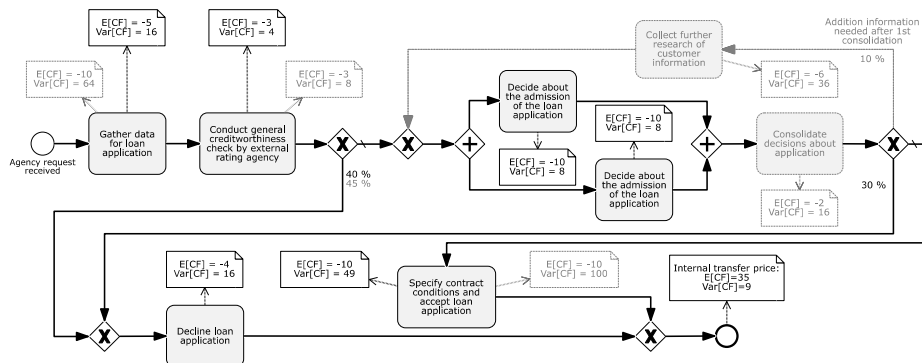 E[CF] = -5
Var[CF] = 16
E[CF] = -3
Var[CF] = 4
E[CF] = -10
Var[CF] = 64
E[CF] = -3
Var[CF] = 8
Agency request
received
Gather data
for loan
application
Conduct general
creditworthiness
check by external
rating agency
X
40 %
45 %
X
Collect further
research of
customer
information
E[CF] = -6
Var[CF] = 36
Addition information
needed after 1st
consolidation
10 %
+
Decide about
the admission
of the loan
application
E[CF] = -10
Var[CF] = 8
E[CF] = -10
Var[CF] = 8
Decide about
the admission
of the loan
application
+
Consolidate
decisions about
application
E[CF] = -2
Var[CF] = 16
X
30 %
X
E[CF] = -4
Var[CF] = 16
Decline loan
application
E[CF] = -10
Var[CF] = 49
Specify contract
conditions and
accept loan
application
E[CF] = -10
Var[CF] = 100
X
Internal transfer price:
E[CF]=35
Var[CF]=9